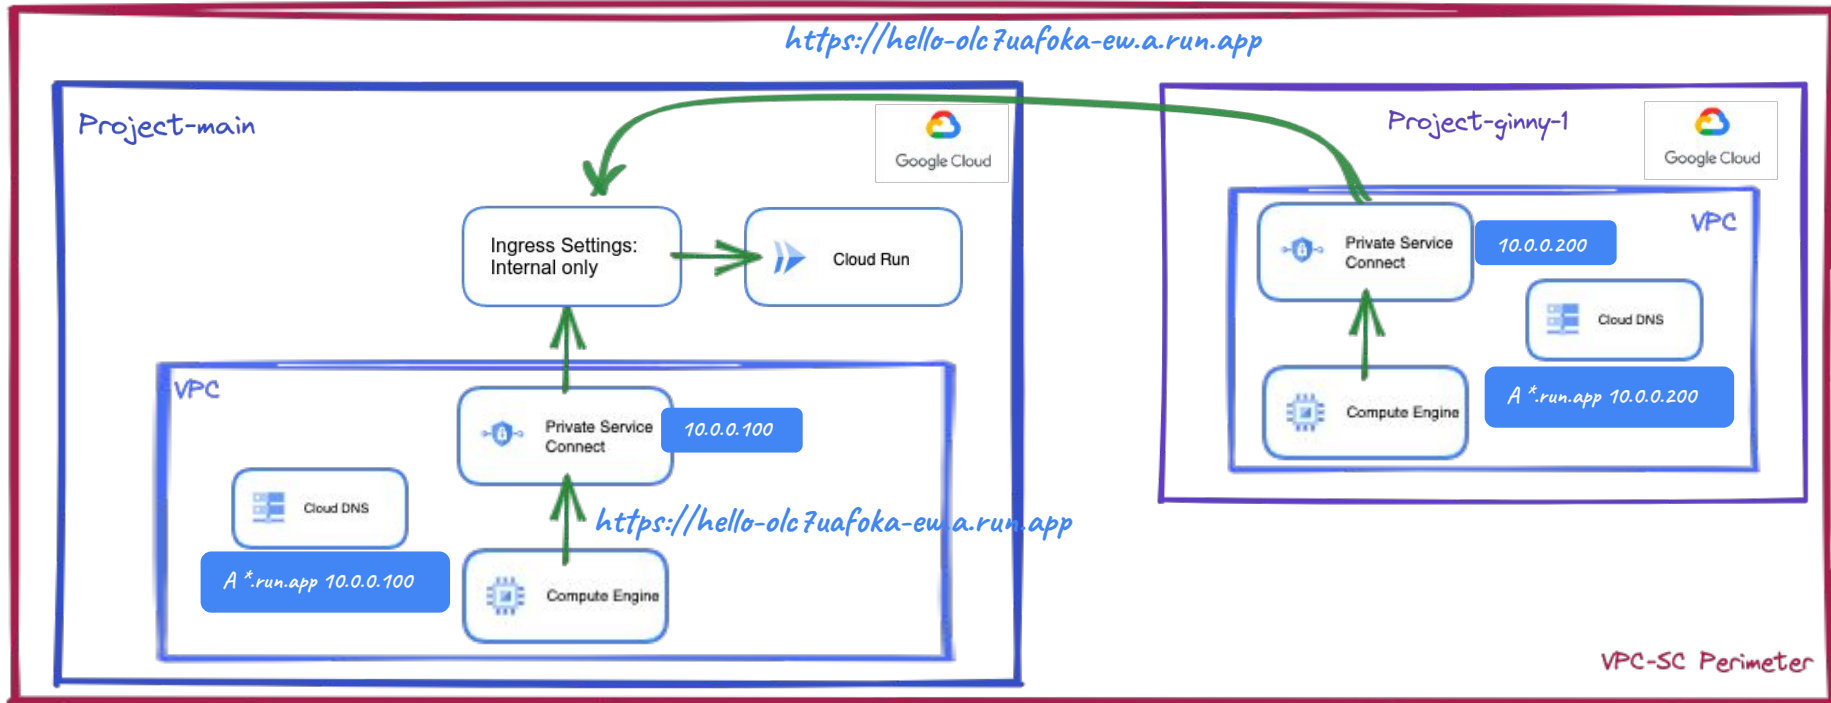 https://hello-olc7uafoka-ew.a.run.app
Project-main
Google Cloud
Project-ginny-1
Google Cloud
Ingress Settings:
Internal only
Cloud Run
VPC
Private Service
Connect
10.0.0.200
Cloud DNS
A *.run.app 10.0.0.200
Compute Engine
VPC
Private Service
Connect
10.0.0.100
Cloud DNS
A *.run.app 10.0.0.100
https://hello-olc7uafoka-ew.a.run.app
Compute Engine
VPC-SC Perimeter